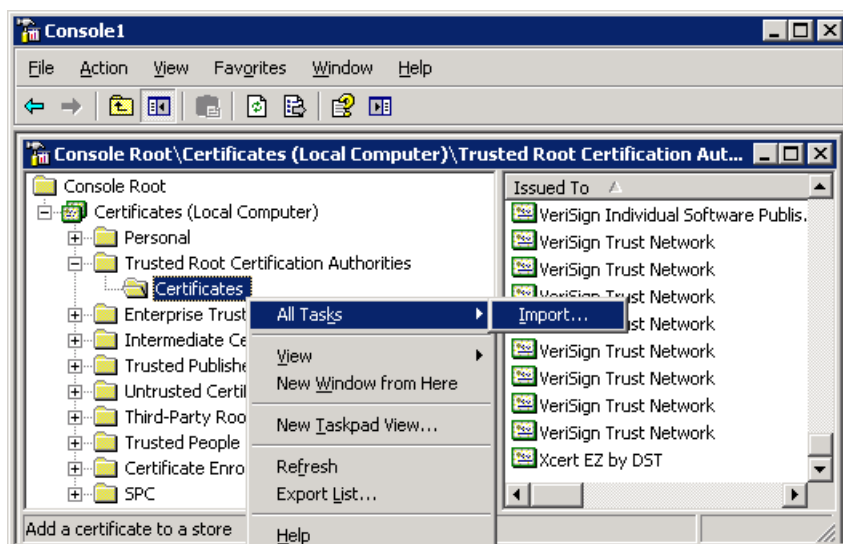 Console1
File Action View Favorites Window Help
Console Root\Certificates (Local Computer)\Trusted Root Certification Aut...
Console Root
Certificates (Local Computer)
Personal
Trusted Root Certification Authorities
Certificates
Enterprise Trust
Intermediate Ce
Trusted Publishe
Untrusted Certif
Third-Party Roo
Trusted People
Certificate Enro
SPC
All Tasks
View
New Window from Here
New Taskpad View...
Refresh
Export List...
Help
Import...
Issued To
VeriSign Individual Software Publis.
VeriSign Trust Network
VeriSign Trust Network
VeriSign Trust Network
ust Network
VeriSign Trust Network
VeriSign Trust Network
VeriSign Trust Network
VeriSign Trust Network
Xcert EZ by DST
Add a certificate to a store